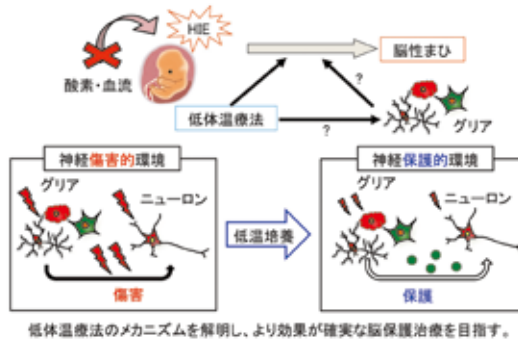 HIE
酸素・血流
脳性まひ
?
低体温療法
?
グリア
神経傷害的環境
グリア
ニューロン
傷害
低温培養
神経保護的環境
グリア
ニューロン
保護
低体温療法のメカニズムを解明し、より効果が確実な脳保護治療を目指す。